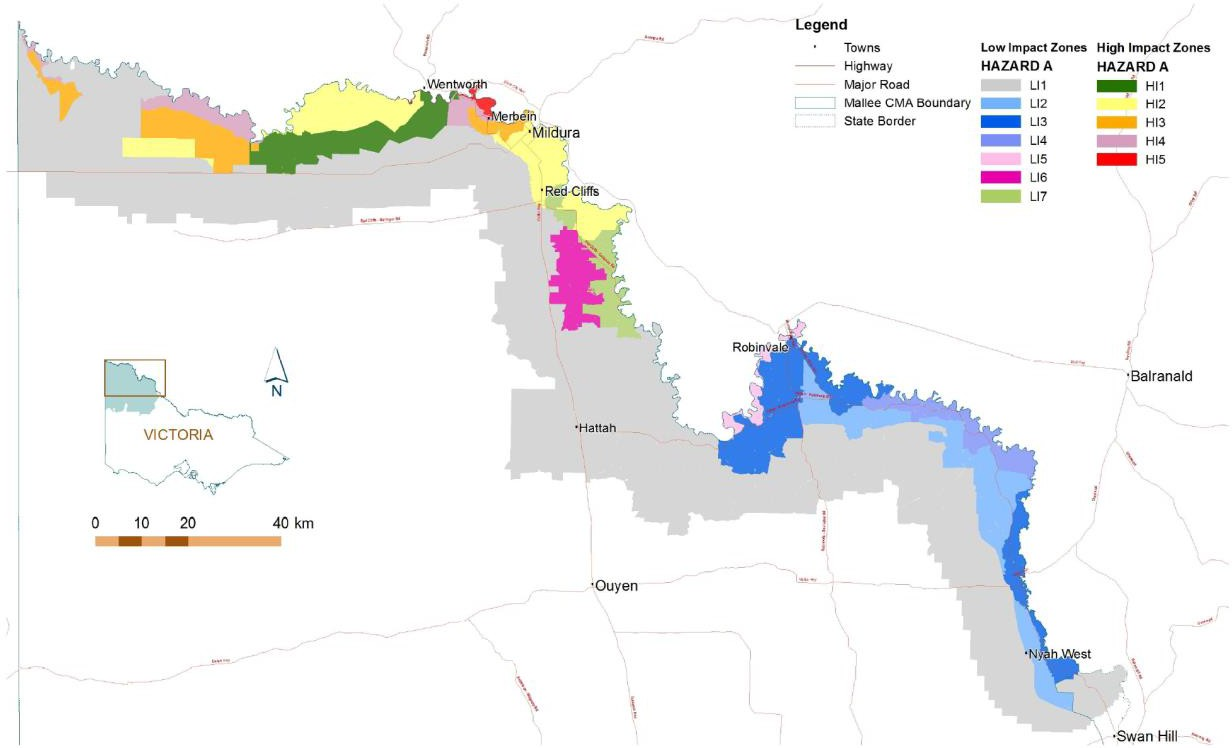 Legend
Towns
Highway
Major Road
Mallee CMA Boundary
State Border
Low Impact Zones
HAZARD A
LI1
LI2
LI3
LI4
LI5
LI6
LI7
High Impact Zones
HAZARD A
HI1
HI2
HI3
HI4
HI5
Wentworth
Merbein
Mildura
Red Cliffs
Robinvale
Balranald
Hattah
N
VICTORIA
0 10 20 40 km
Ouyen
Nyah West
Swan Hill